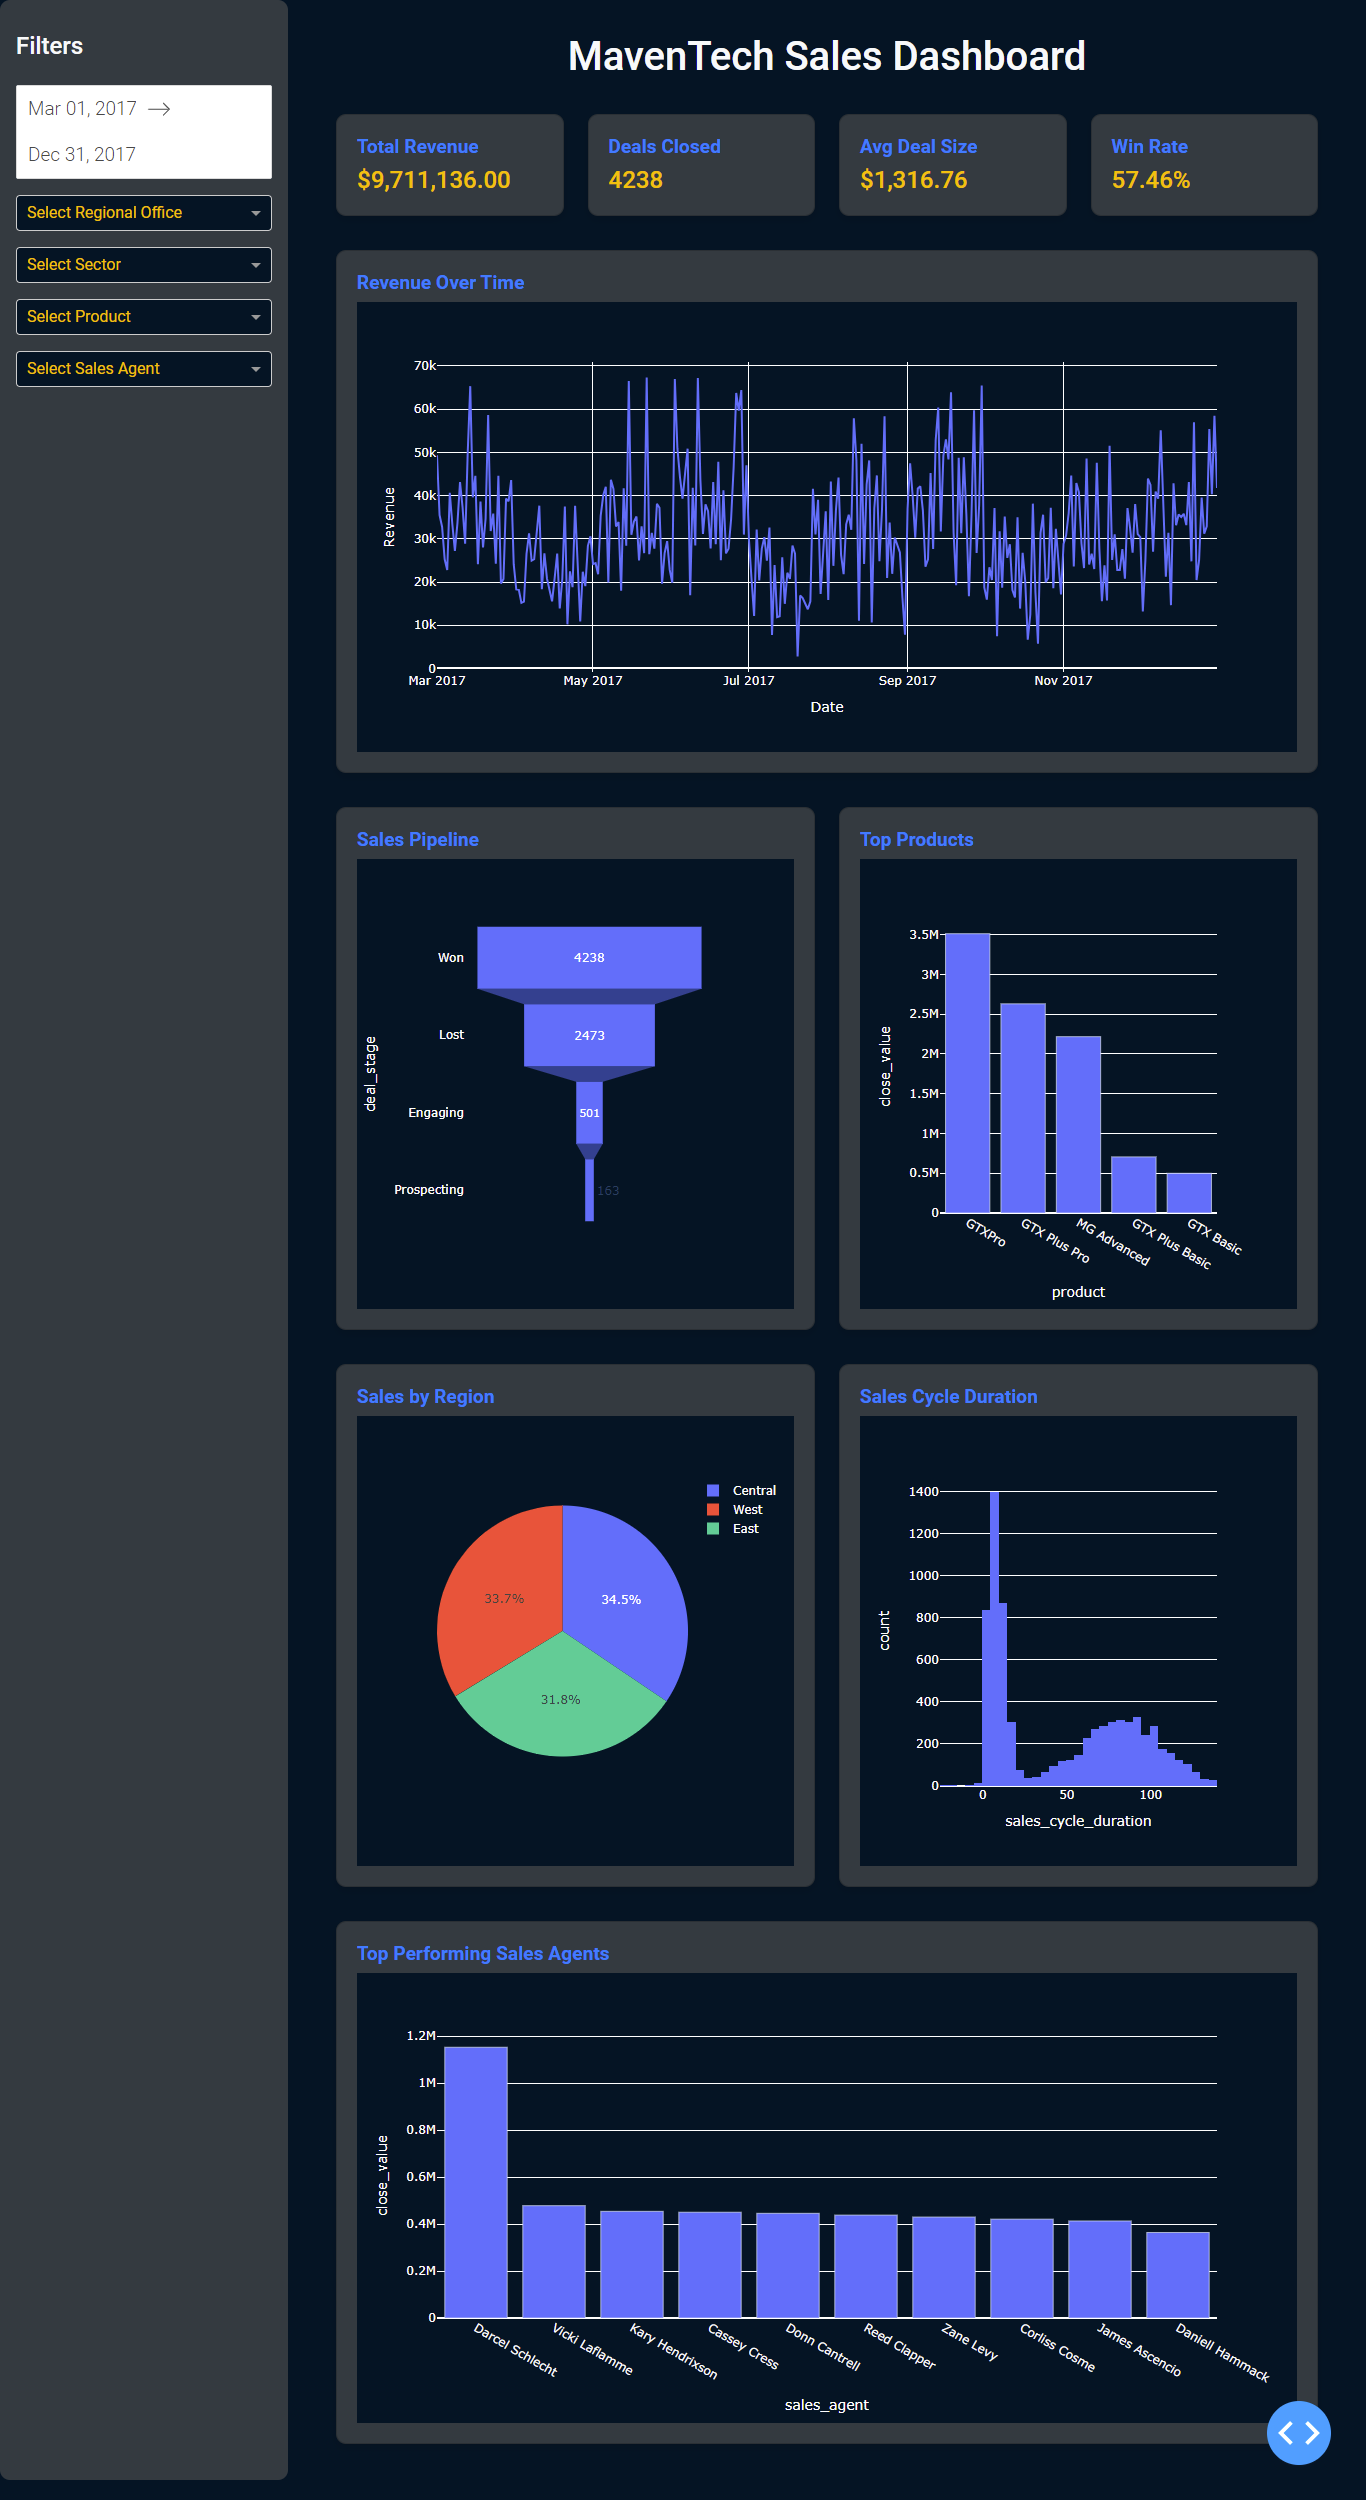 Filters
Mar 01, 2017
Dec 31, 2017
Select Regional Office
Select Sector
Select Product
Select Sales Agent
MavenTech Sales Dashboard
Total Revenue
$9,711,136.00
Deals Closed
4238
Avg Deal Size
$1,316.76
Win Rate
57.46%
Revenue Over Time
70k
60k
50k
40k
30k
20k
10k
0
Revenue
Mar 2017
May 2017
Jul 2017
Sep 2017
Nov 2017
Date
Sales Pipeline
deal_stage
Won
4238
Lost
2473
Engaging
501
Prospecting
163
Top Products
3.5M
3M
2.5M
2M
1.5M
1M
0.5M
0
close_value
GTXPro
GTX Plus Pro
MG Advanced
GTX Plus Basic
GTX Basic
product
Sales by Region
Central
West
East
33.7%
34.5%
31.8%
Sales Cycle Duration
1400
1200
1000
800
600
400
200
0
count
0
50
100
sales_cycle_duration
Top Performing Sales Agents
1.2M
1M
0.8M
0.6M
0.4M
0.2M
0
close_value
Darcel Schlecht
Vicki Laflamme
Kary Hendrixson
Cassey Cress
Donn Cantrell
Reed Clapper
Zane Levy
Corliss Cosme
James Ascencio
Daniell Hammack
sales_agent